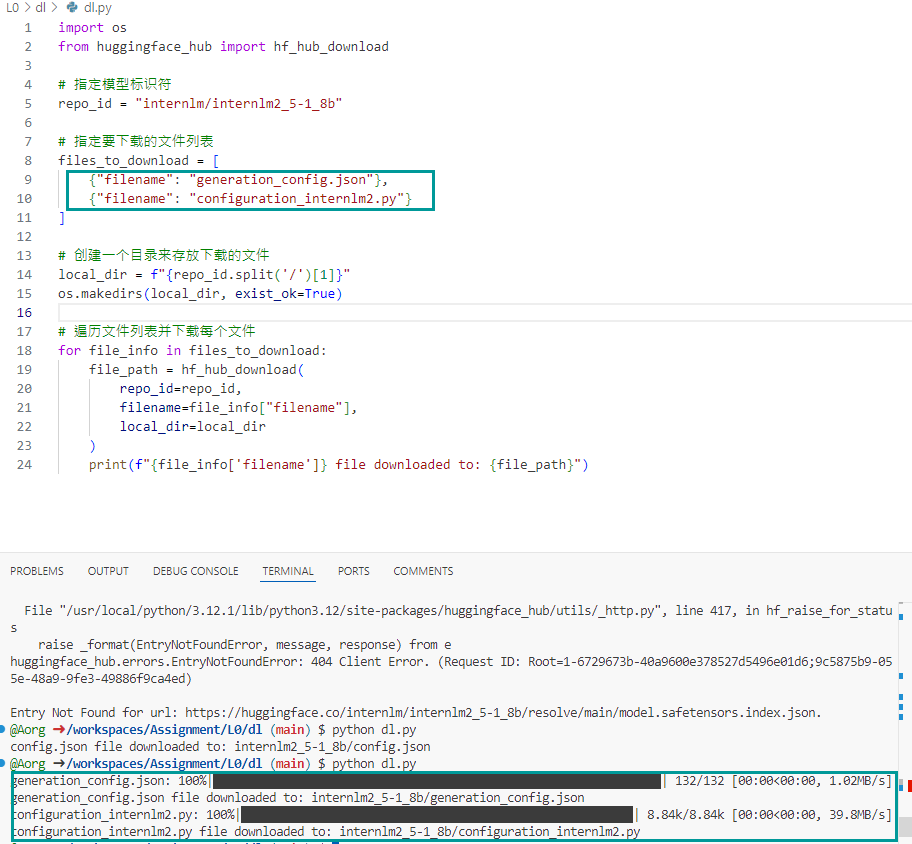 L0 > dl > dl.py
1 import os
2 from huggingface_hub import hf_hub_download
3
4 # 指定模型标识符
5 repo_id = "internlm/internlm2_5-1_8b"
6
7 # 指定要下载的文件列表
8 files_to_download = [
9     {"filename": "generation_config.json"},
10     {"filename": "configuration_internlm2.py"}
11 ]
12
13 # 创建一个目录来存放下载的文件
14 local_dir = f"{repo_id.split('/')[1]}"
15 os.makedirs(local_dir, exist_ok=True)
16
17 # 遍历文件列表并下载每个文件
18 for file_info in files_to_download:
19     file_path = hf_hub_download(
20         repo_id=repo_id,
21         filename=file_info["filename"],
22         local_dir=local_dir
23     )
24     print(f"{file_info['filename']} file downloaded to: {file_path}")
PROBLEMS OUTPUT DEBUG CONSOLE TERMINAL PORTS COMMENTS
File "/usr/local/python/3.12.1/lib/python3.12/site-packages/huggingface_hub/utils/_http.py", line 417, in hf_raise_for_statu
s
raise _format(EntryNotFoundError, message, response) from e
huggingface_hub.errors.EntryNotFoundError: 404 Client Error. (Request ID: Root=1-6729673b-40a9600e378527d5496e01d6;9c5875b9-05
5e-48a9-9fe3-49886f9ca4ed)
Entry Not Found for url: https://huggingface.co/internlm/internlm2_5-1_8b/resolve/main/model.safetensors.index.json.
@Aorg ➜/workspaces/Assignment/L0/dl (main) $ python dl.py
config.json file downloaded to: internlm2_5-1_8b/config.json
@Aorg ➜/workspaces/Assignment/L0/dl (main) $ python dl.py
generation_config.json: 100%| | 132/132 [00:00<00:00, 1.02MB/s]
generation_config.json file downloaded to: internlm2_5-1_8b/generation_config.json
configuration_internlm2.py: 100%| | 8.84k/8.84k [00:00<00:00, 39.8MB/s]
configuration_internlm2.py file downloaded to: internlm2_5-1_8b/configuration_internlm2.py